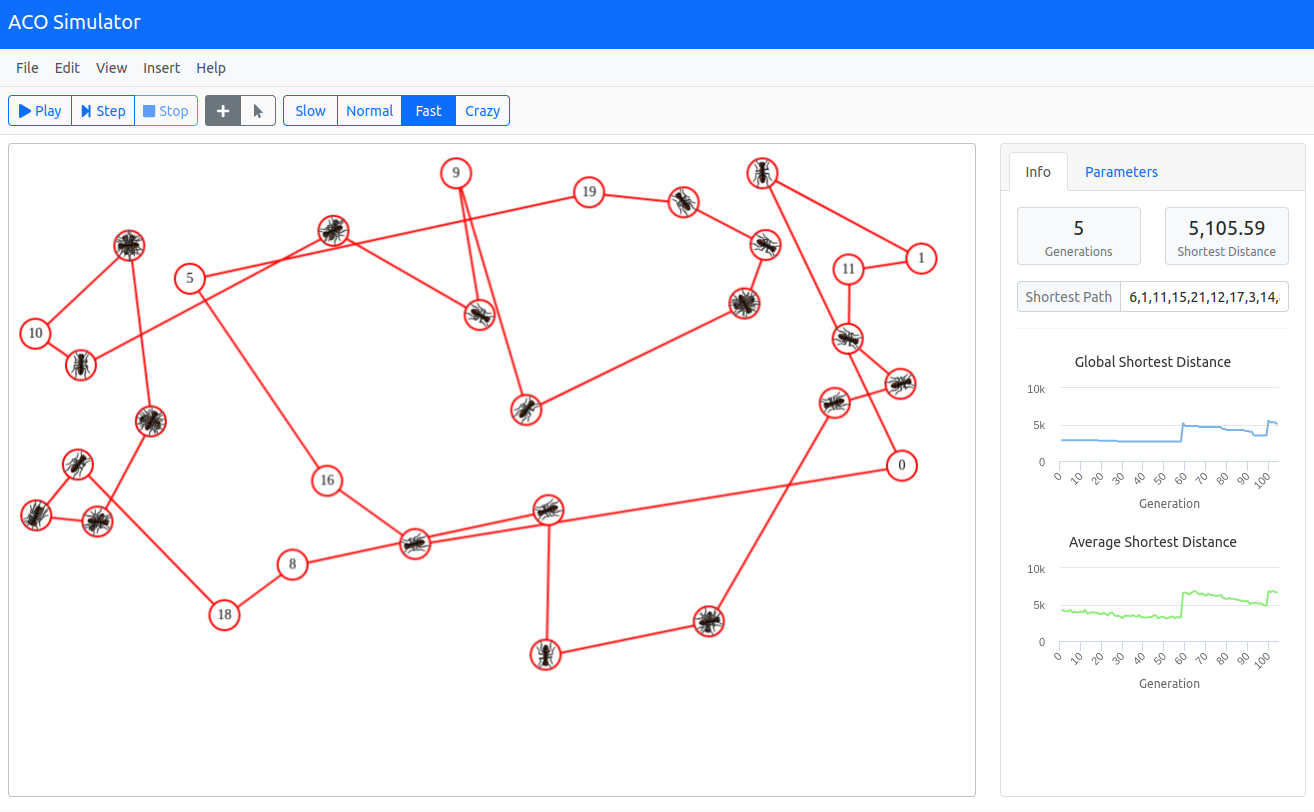 ACO Simulator
File Edit View Insert Help
Play Step Stop Slow Normal Fast Crazy
9
19
5
1
11
10
0
16
8
18
Info Parameters
5 5,105.59
Generations Shortest Distance
Shortest Path 6,1,11,15,21,12,17,3,14,
Global Shortest Distance
10k
5k
0
0 10 20 30 40 50 60 70 80 90 100
Generation
Average Shortest Distance
10k
5k
0
0 10 20 30 40 50 60 70 80 90 100
Generation